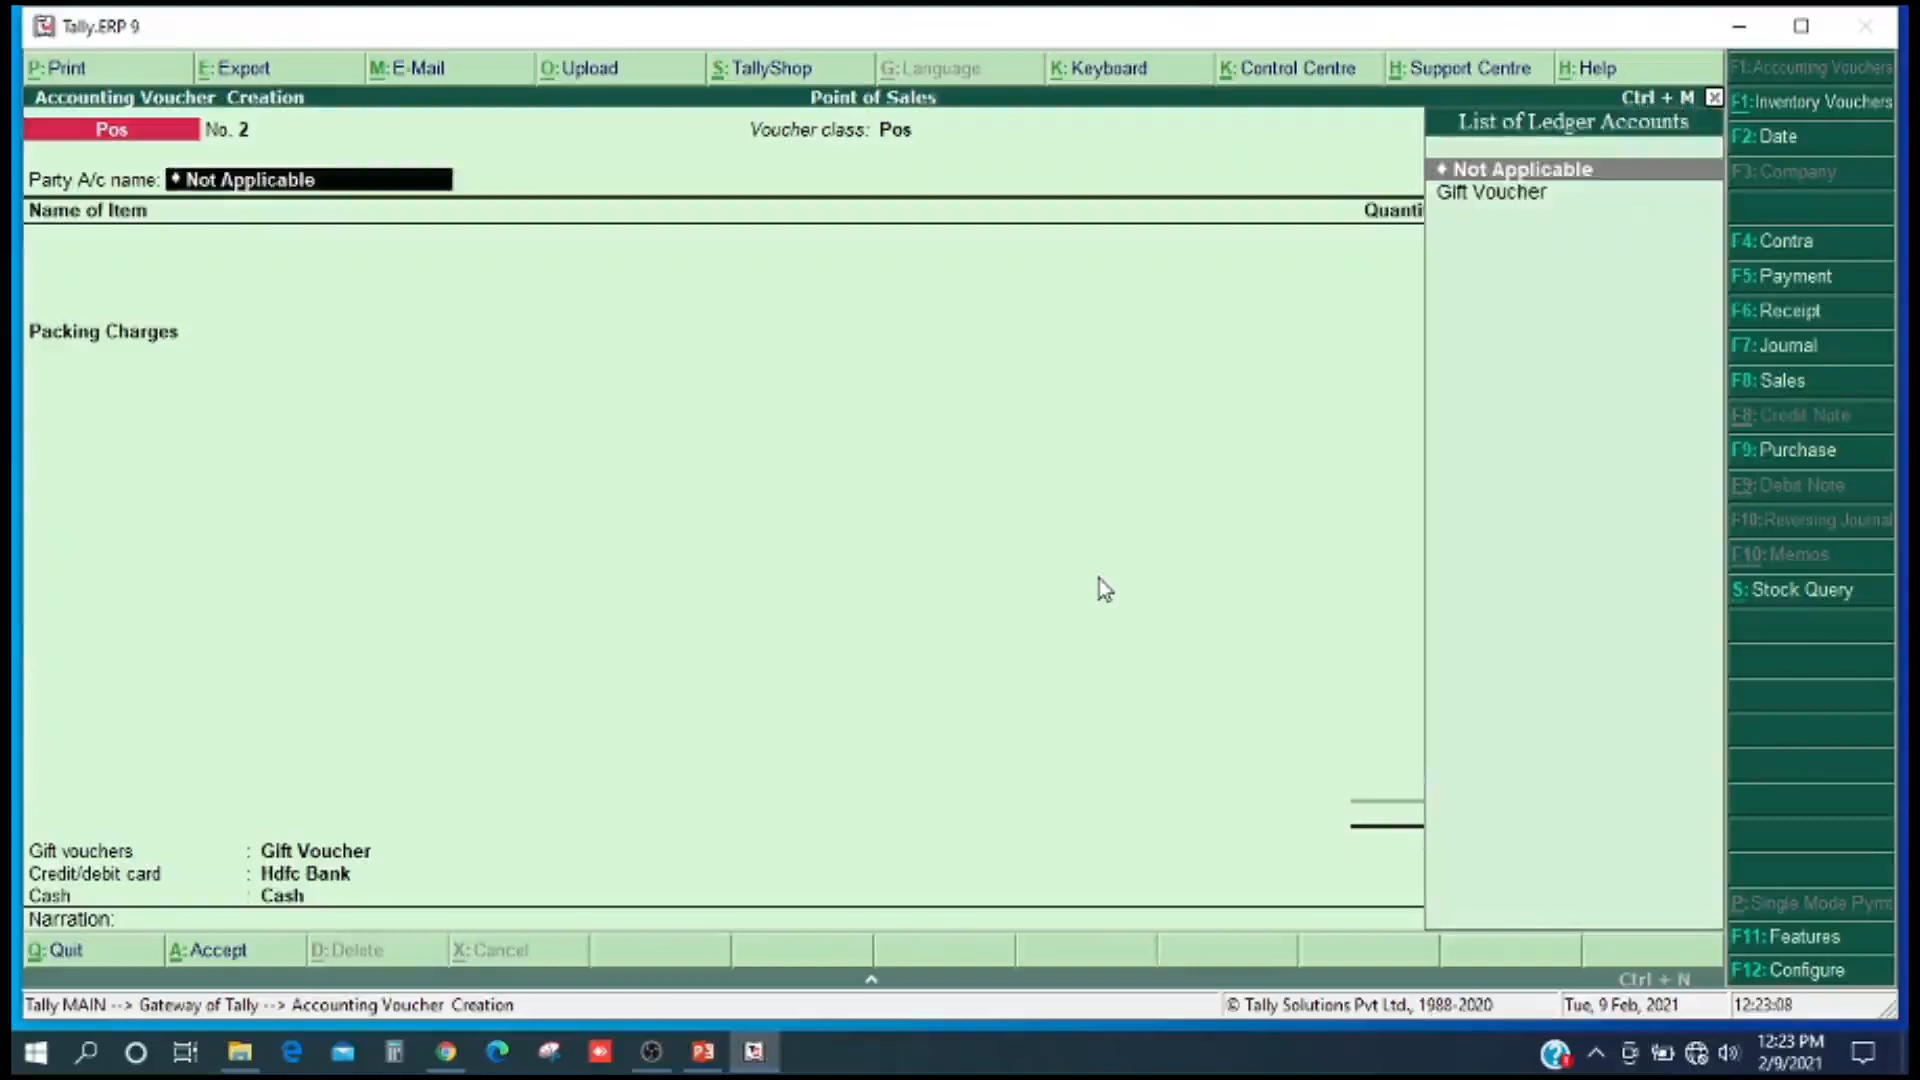 Tally.ERP 9
P: Print E: Export M: E-Mail O: Upload S: TallyShop G: Language K: Keyboard K: Control Centre H: Support Centre H: Help
Accounting Voucher Creation Point of Sales Ctrl + M
Pos No. 2 Voucher class: Pos
Party A/c name: ♦ Not Applicable
Name of Item Quanti
Packing Charges
Gift vouchers : Gift Voucher
Credit/debit card : Hdfc Bank
Cash : Cash
Narration:
List of Ledger Accounts
♦ Not Applicable
Gift Voucher
F1: Accounting Vouchers
F1: Inventory Vouchers
F2: Date
F3: Company
F4: Contra
F5: Payment
F6: Receipt
F7: Journal
F8: Sales
F8: Credit Note
F9: Purchase
F9: Debit Note
F10: Reversing Journal
F10: Memos
S: Stock Query
P: Single Mode Pymt
F11: Features
F12: Configure
Q: Quit A: Accept D: Delete X: Cancel
Ctrl + N
Tally MAIN --> Gateway of Tally --> Accounting Voucher Creation © Tally Solutions Pvt Ltd., 1988-2020 Tue, 9 Feb, 2021 12:23:08
12:23 PM
2/9/2021